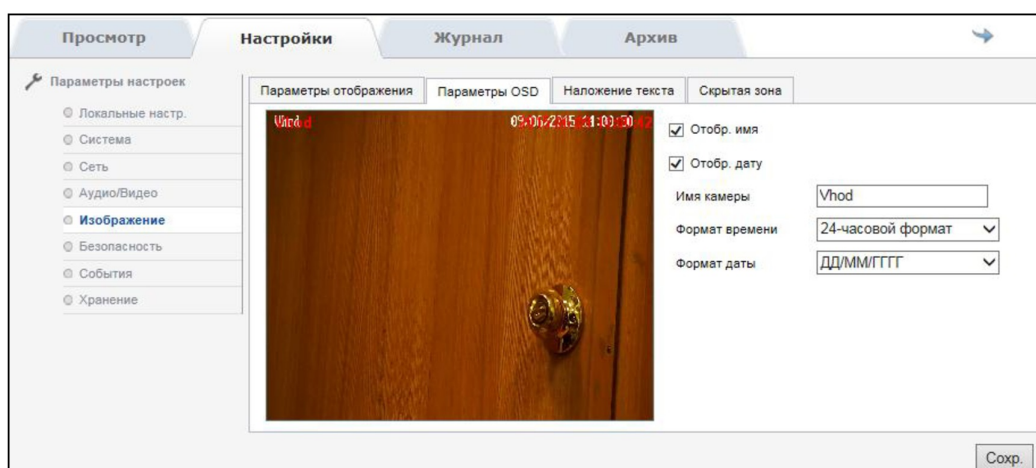 Просмотр
Настройки
Журнал
Архив
Параметры настроек
Локальные настр.
Система
Сеть
Аудио/Видео
Изображение
Безопасность
События
Хранение
Параметры отображения
Параметры OSD
Наложение текста
Скрытая зона
Vhod
Отобр. имя
Отобр. дату
Имя камеры
Vhod
Формат времени
24-часовой формат
Формат даты
ДД/ММ/ГГГГ
Сохр.